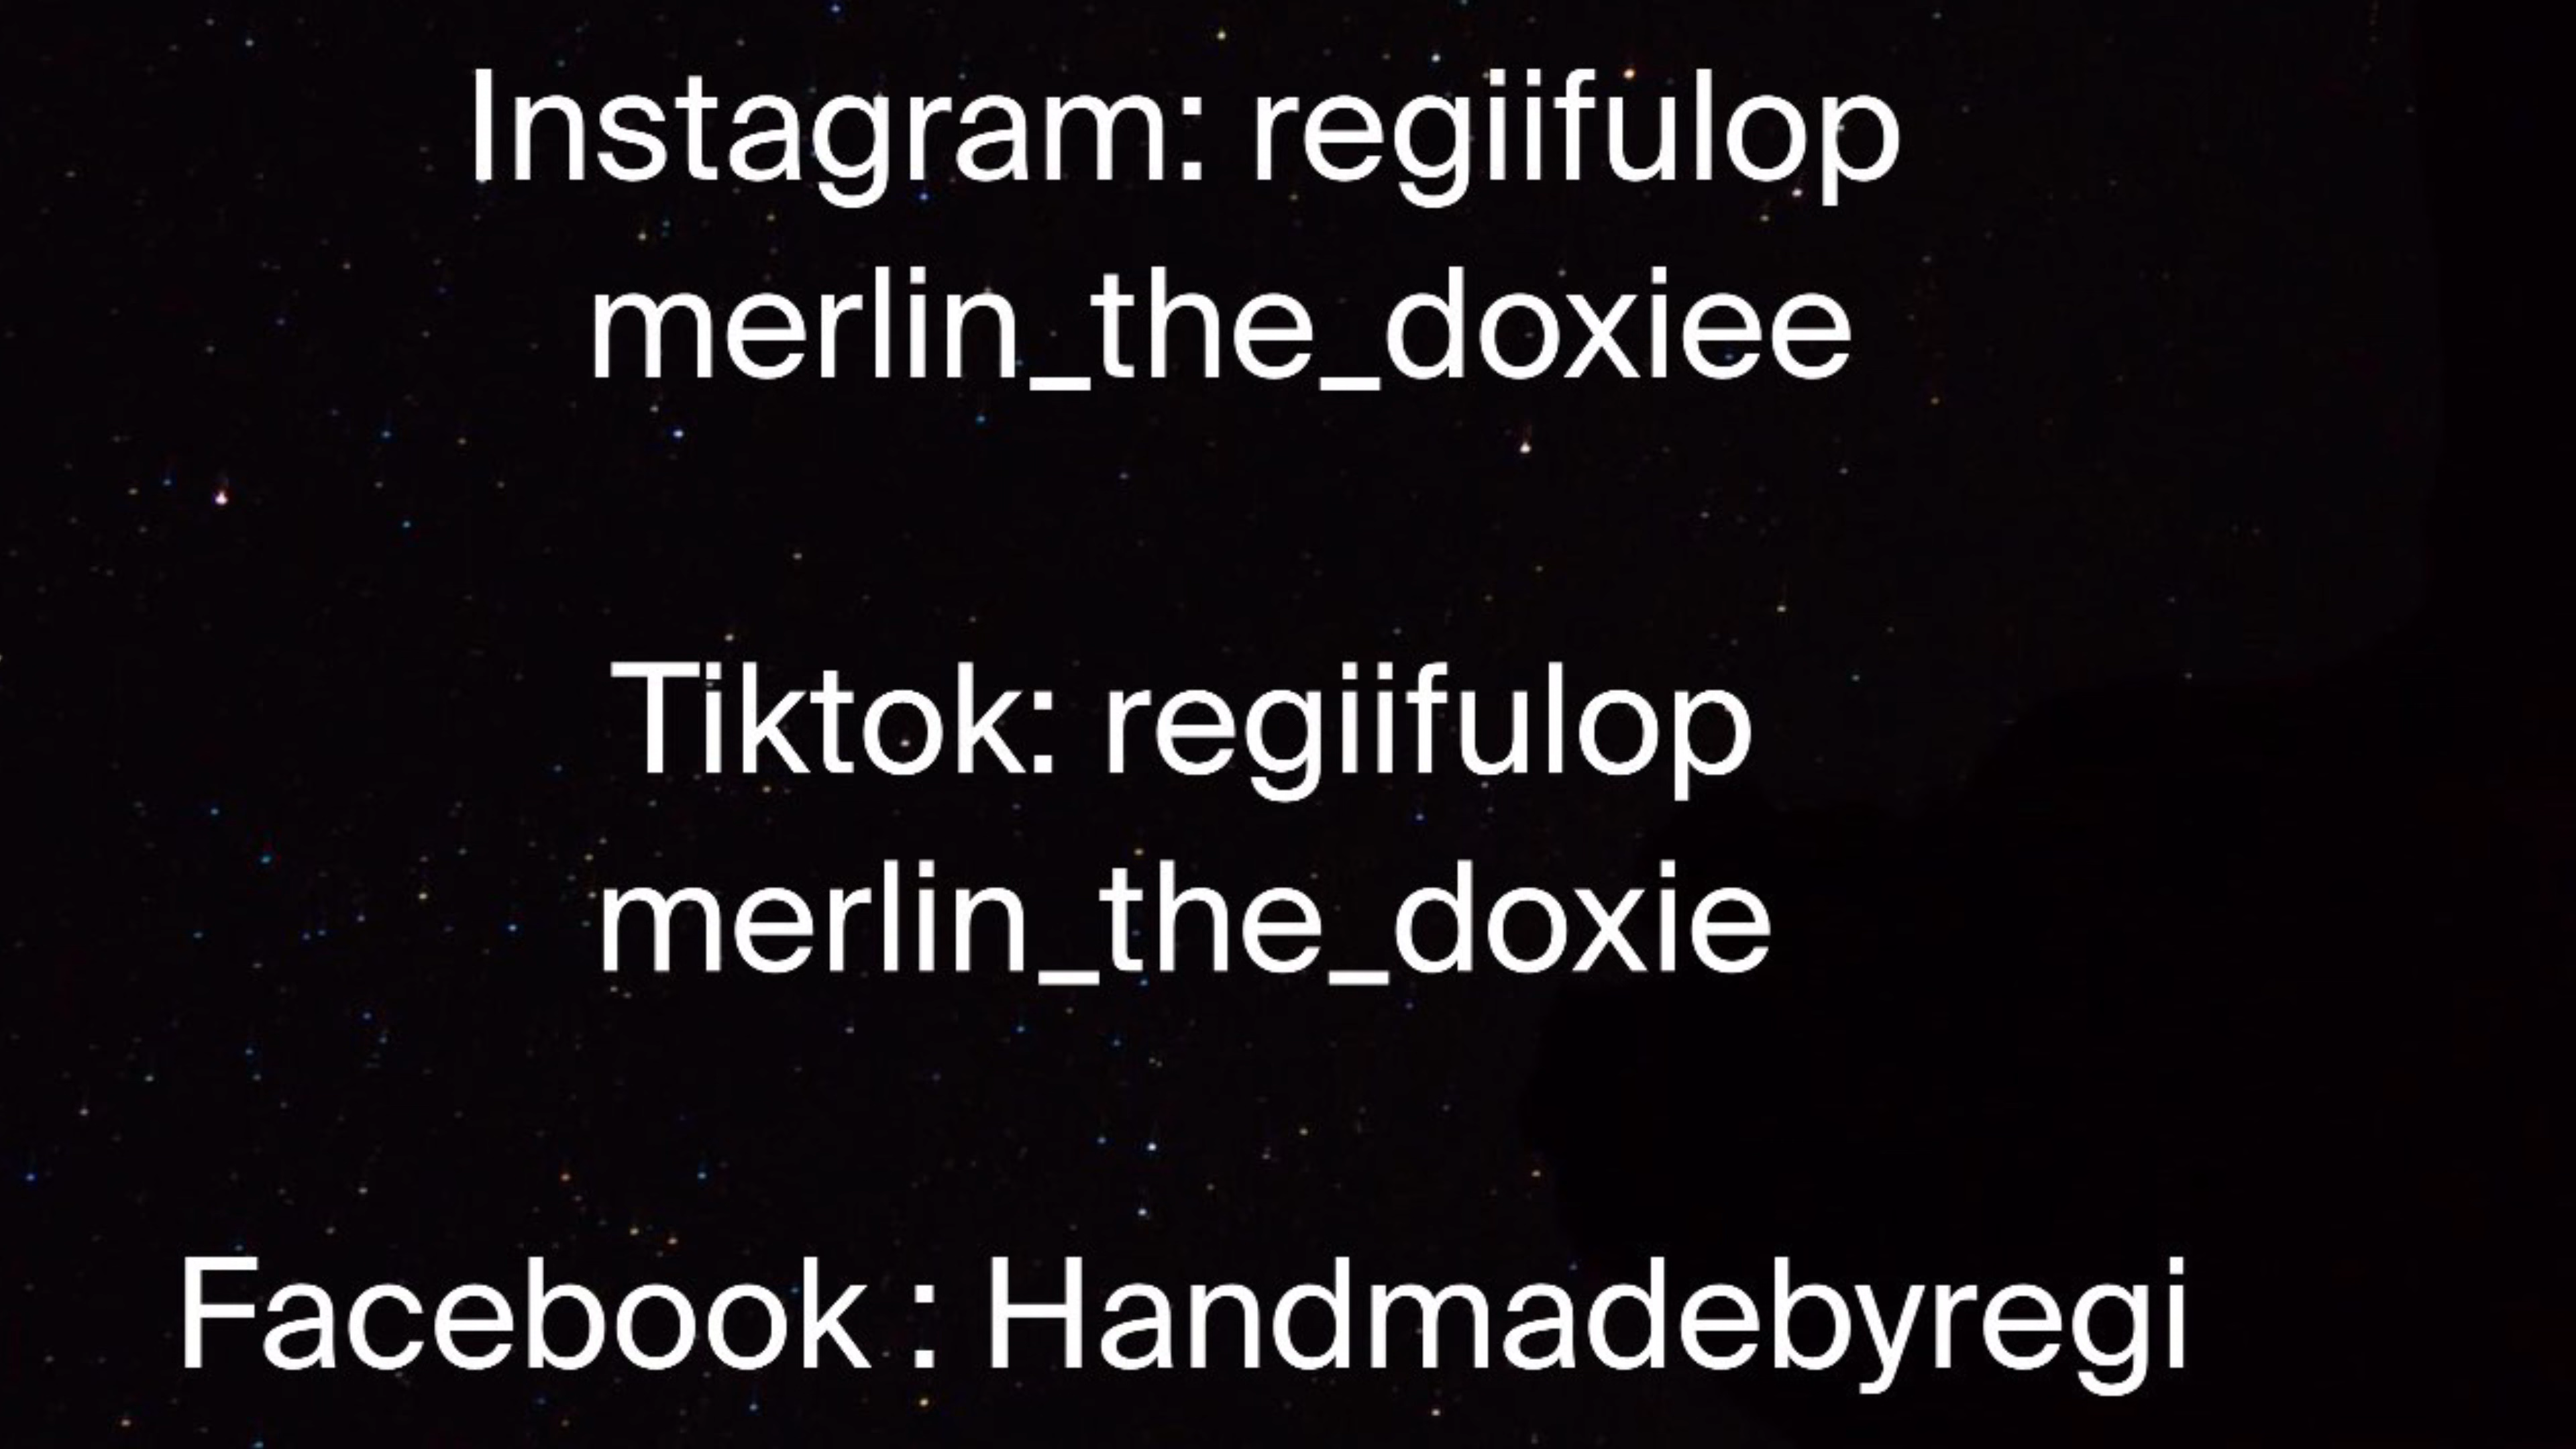 Instagram: regiifulop
merlin_the_doxiee
Tiktok: regiifulop
merlin_the_doxie
Facebook : Handmadebyregi